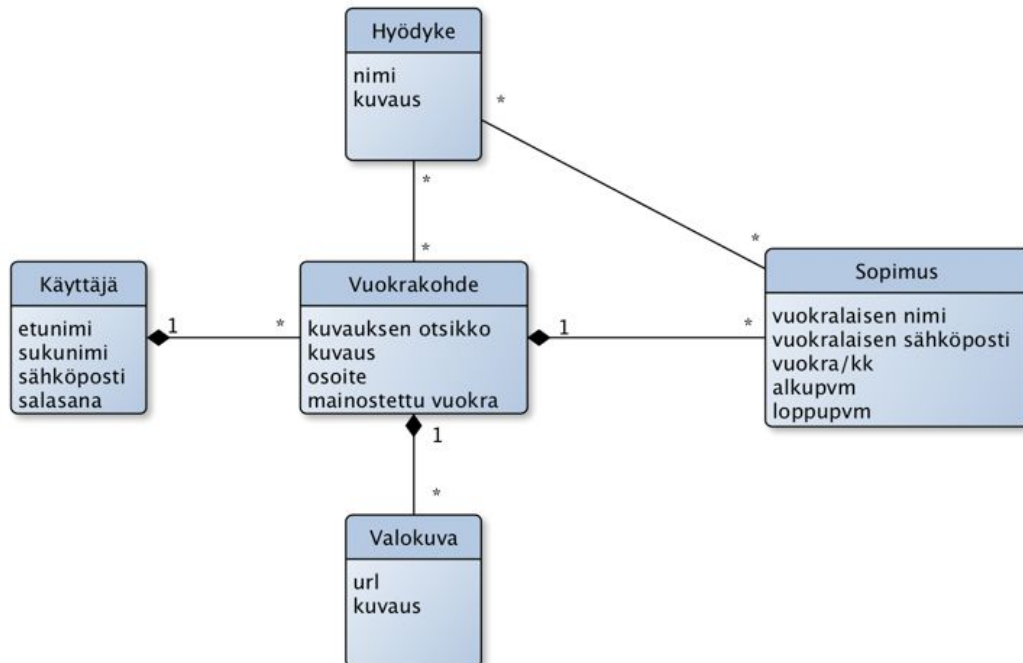 Hyödyke
nimi
kuvaus
*
*
*
*
Käyttäjä
etunimi
sukunimi
sähköposti
salasana
1
*
Vuokrakohde
kuvauksen otsikko
kuvaus
osoite
mainostettu vuokra
1
*
Sopimus
vuokralaisen nimi
vuokralaisen sähköposti
vuokra/kk
alkupvm
loppupvm
1
*
Valokuva
url
kuvaus